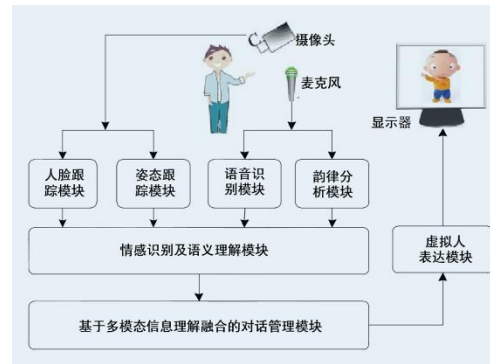 摄像头
麦克风
显示器
人脸跟
踪模块
姿态跟
踪模块
语音识
别模块
韵律分
析模块
情感识别及语义理解模块
虚拟人
表达模块
基于多模态信息理解融合的对话管理模块